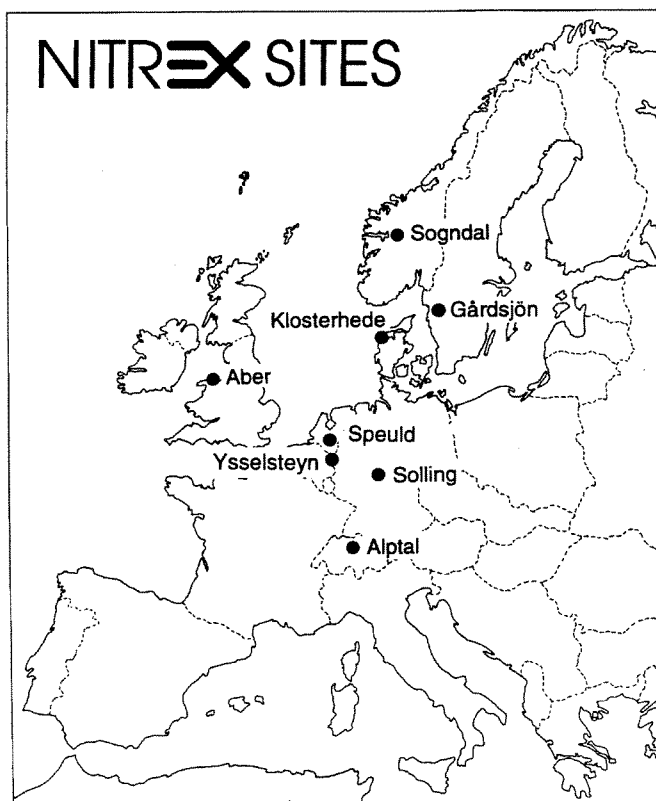 NITREX SITES
Sogndal
Gårdsjön
Klosterhede
Aber
Speuld
Ysselsteyn
Solling
Alptal